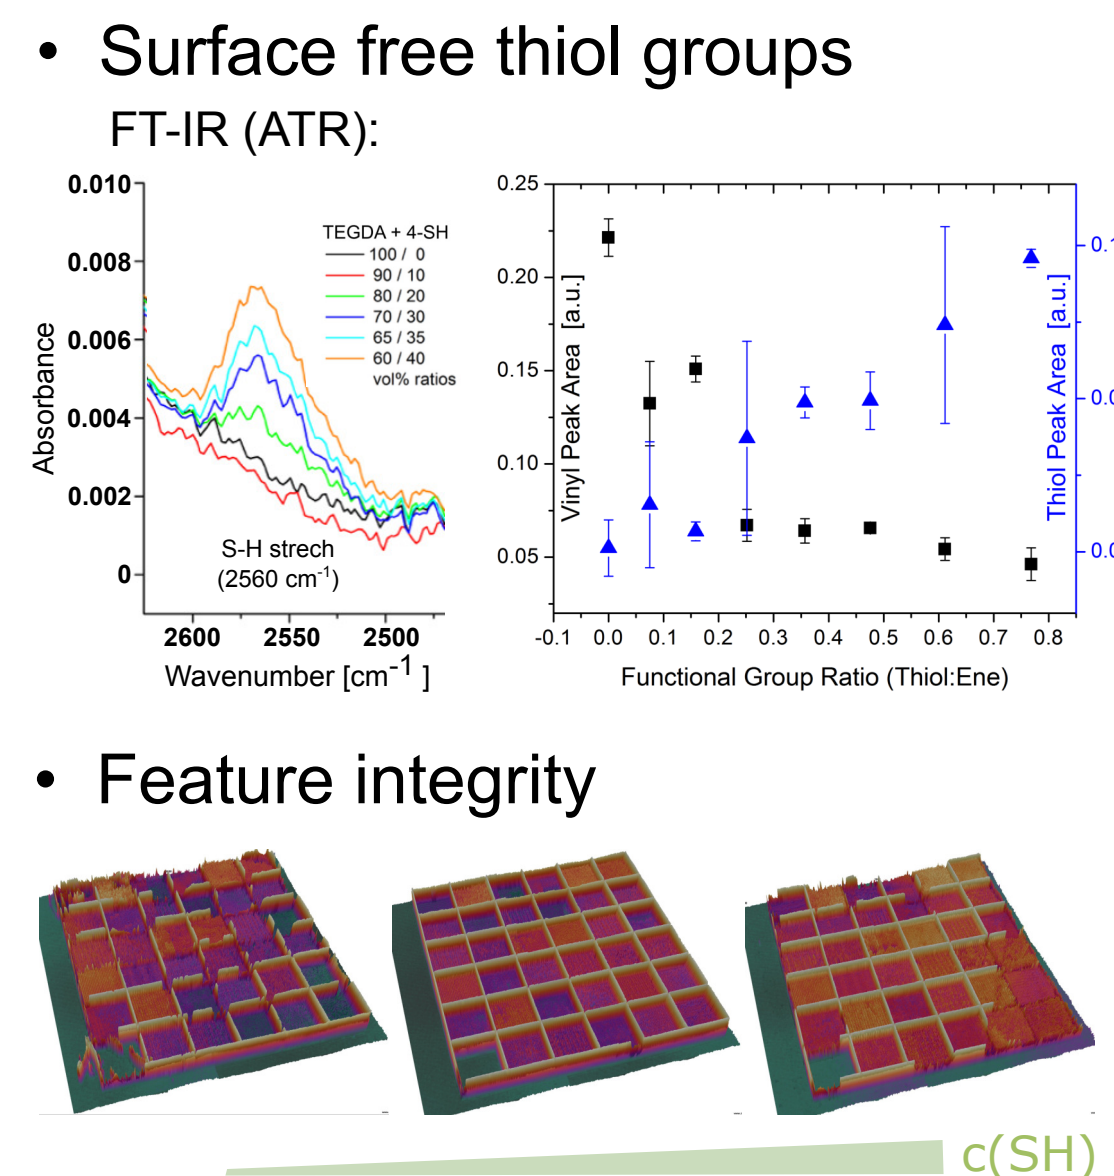 • Surface free thiol groups
FT-IR (ATR):
0.010
0.008
0.006
0.004
0.002
0
Absorbance
TEGDA + 4-SH
100 / 0
90 / 10
80 / 20
70 / 30
65 / 35
60 / 40
vol% ratios
S-H strech
(2560 cm-1)
2600 2550 2500
Wavenumber [cm-1 ]
0.25
0.20
0.15
0.10
0.05
Vinyl Peak Area [a.u.]
Thiol Peak Area [a.u.]
-0.1 0.0 0.1 0.2 0.3 0.4 0.5 0.6 0.7 0.8
Functional Group Ratio (Thiol:Ene)
• Feature integrity
c(SH)